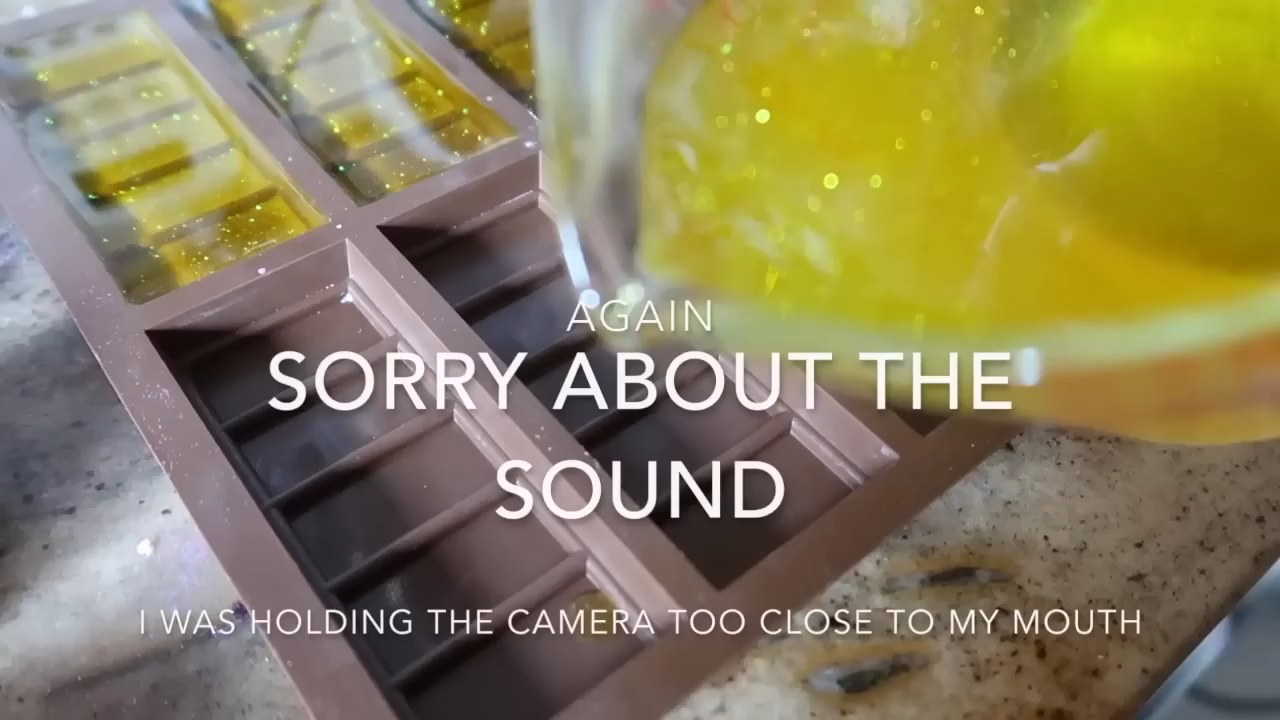 AGAIN
SORRY ABOUT THE
SOUND
I WAS HOLDING THE CAMERA TOO CLOSE TO MY MOUTH